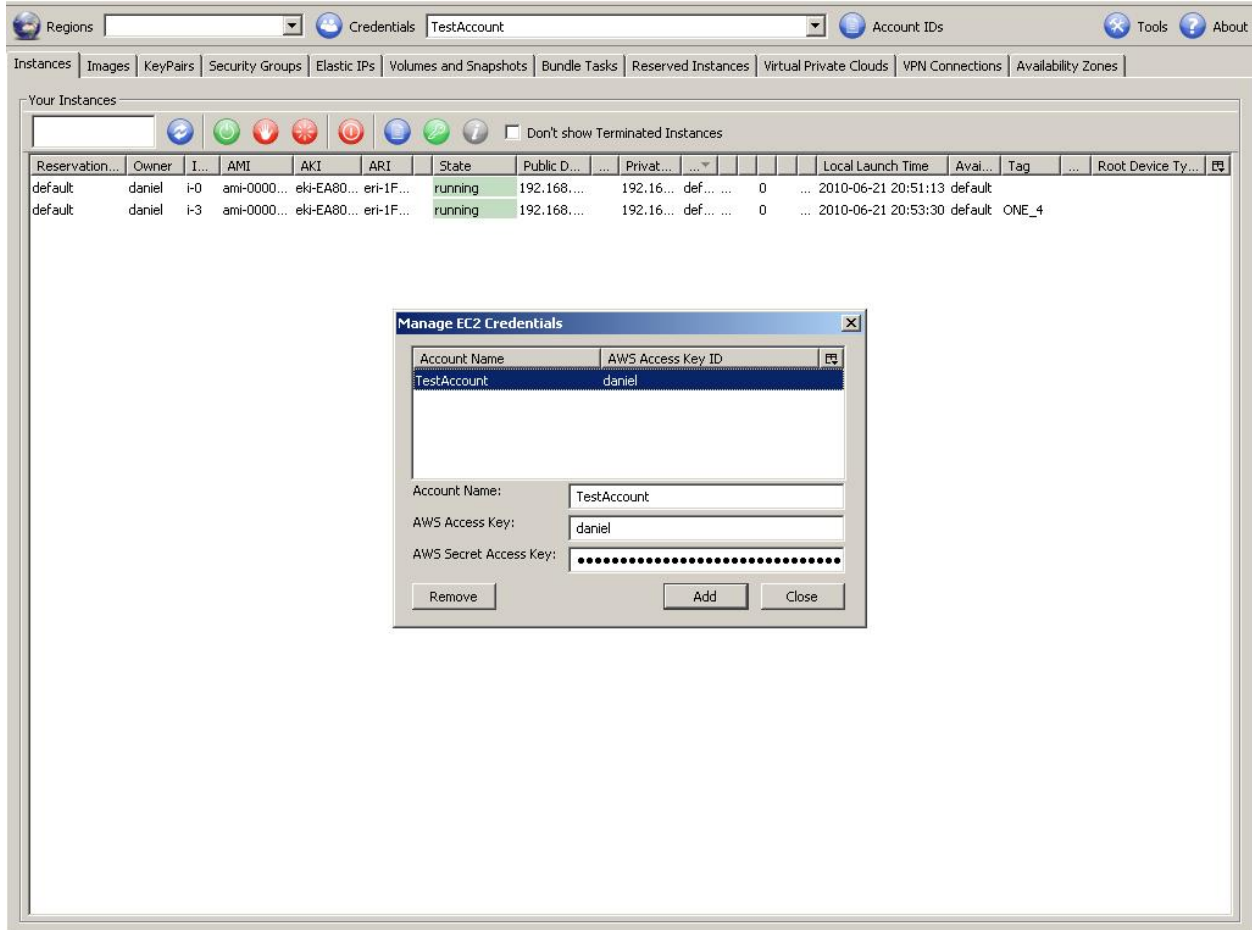 Regions Credentials TestAccount Account IDs Tools About
Instances Images KeyPairs Security Groups Elastic IPs Volumes and Snapshots Bundle Tasks Reserved Instances Virtual Private Clouds VPN Connections Availability Zones
Your Instances
Don't show Terminated Instances
Reservation... Owner I... AMI AKI ARI State Public D... ... Privat... ... Local Launch Time Avai... Tag ... Root Device Ty...
default daniel i-0 ami-0000... eki-EA80... eri-1F... running 192.168.... 192.16... def... ... 0 ... 2010-06-21 20:51:13 default
default daniel i-3 ami-0000... eki-EA80... eri-1F... running 192.168.... 192.16... def... ... 0 ... 2010-06-21 20:53:30 default ONE_4
Manage EC2 Credentials
Account Name AWS Access Key ID
TestAccount daniel
Account Name: TestAccount
AWS Access Key: daniel
AWS Secret Access Key: ●●●●●●●●●●●●●●●●●●●●●●●●●●●●●●●
Remove Add Close